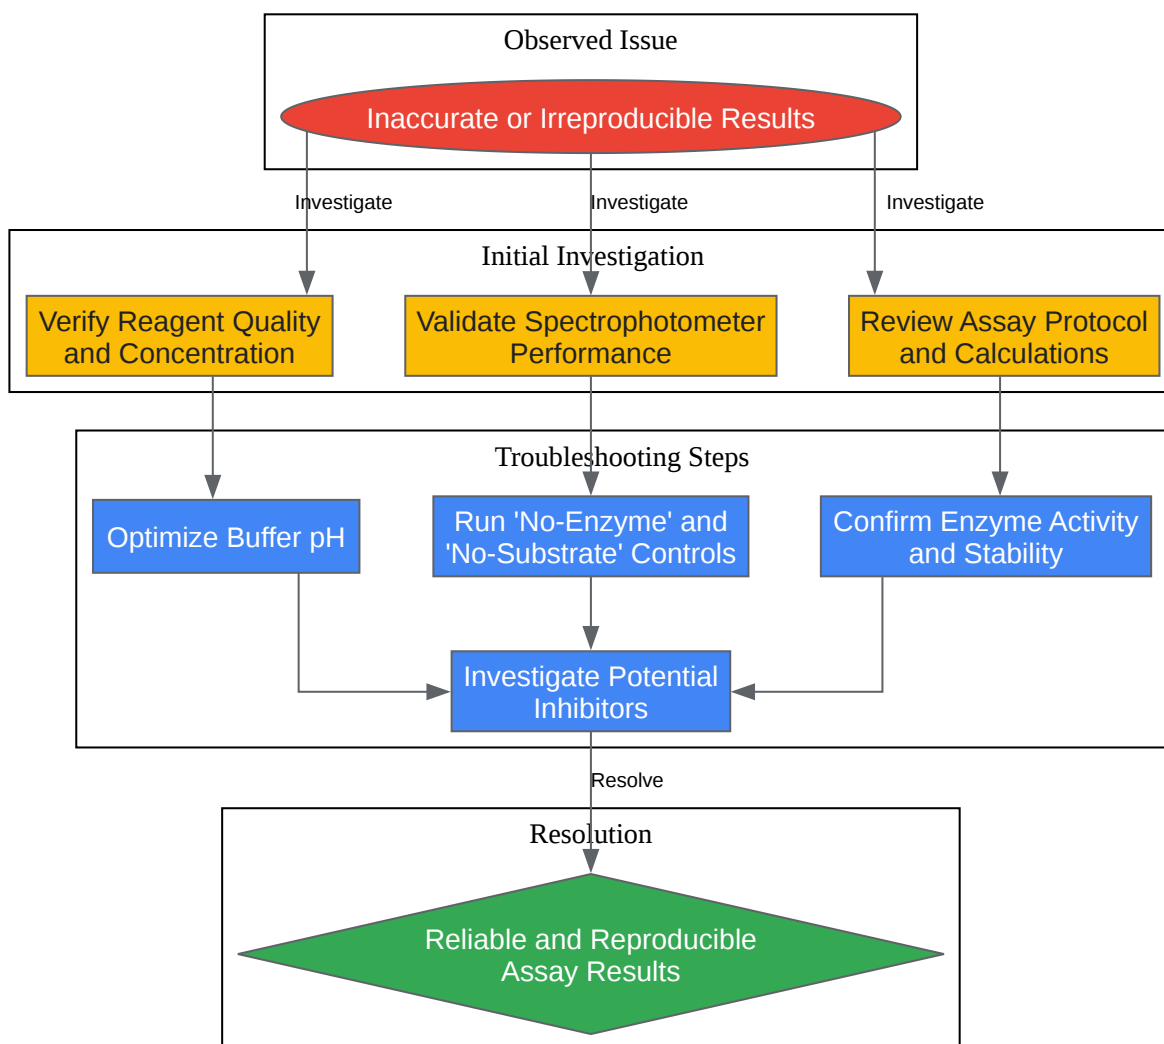 Observed Issue
Inaccurate or Irreproducible Results
Investigate
Investigate
Investigate
Initial Investigation
Verify Reagent Quality
and Concentration
Validate Spectrophotometer
Performance
Review Assay Protocol
and Calculations
Troubleshooting Steps
Optimize Buffer pH
Run 'No-Enzyme' and
'No-Substrate' Controls
Confirm Enzyme Activity
and Stability
Investigate Potential
Inhibitors
Resolve
Resolution
Reliable and Reproducible
Assay Results